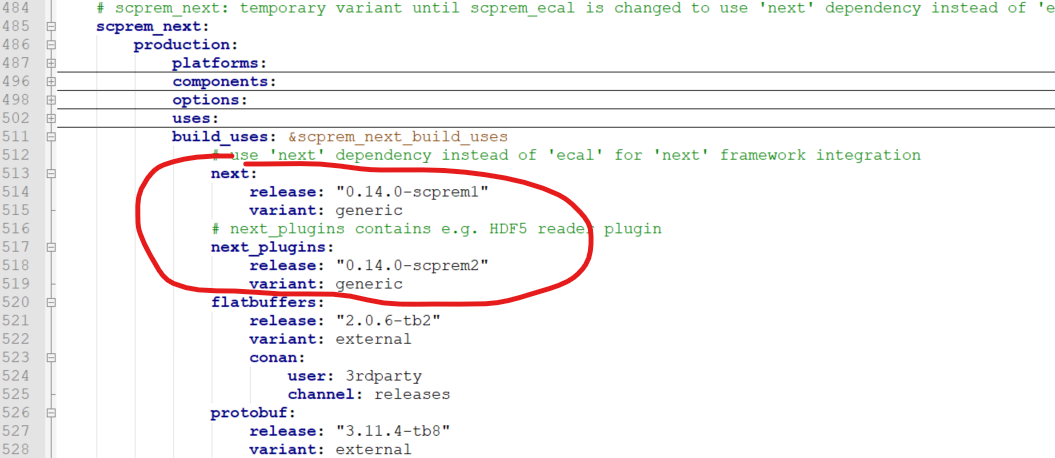 484 # scprem_next: temporary variant until scprem_ecal is changed to use 'next' dependency instead of 'e
485 scprem_next:
486 production:
487 platforms:
496 components:
498 options:
502 uses:
511 build_uses: &scprem_next_build_uses
512 # use 'next' dependency instead of 'ecal' for 'next' framework integration
513 next:
514 release: "0.14.0-scprem1"
515 variant: generic
516 # next_plugins contains e.g. HDF5 reader plugin
517 next_plugins:
518 release: "0.14.0-scprem2"
519 variant: generic
520 flatbuffers:
521 release: "2.0.6-tb2"
522 variant: external
523 conan:
524 user: 3rdparty
525 channel: releases
526 protobuf:
527 release: "3.11.4-tb8"
528 variant: external